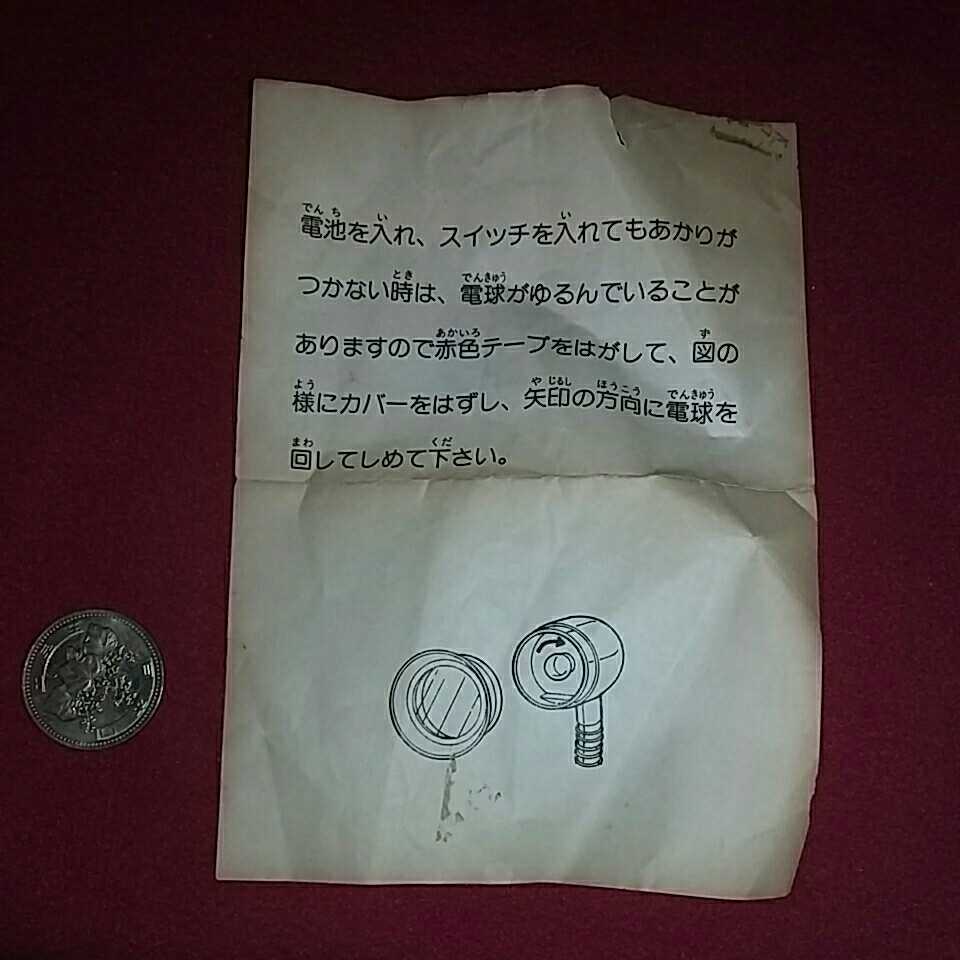 電池を入れ、スイッチを入れてもあかりが
つかない時は、電球がゆるんでいることが
ありますので赤色テープをはがして、図の
様にカバーをはずし、矢印の方向に電球を
回してしめて下さい。